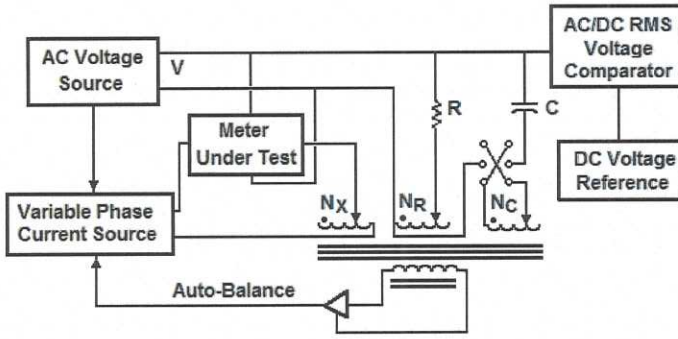 AC Voltage
Source
V
AC/DC RMS
Voltage
Comparator
R
C
Meter
Under Test
DC Voltage
Reference
Variable Phase
Current Source
NX
NR
NC
Auto-Balance